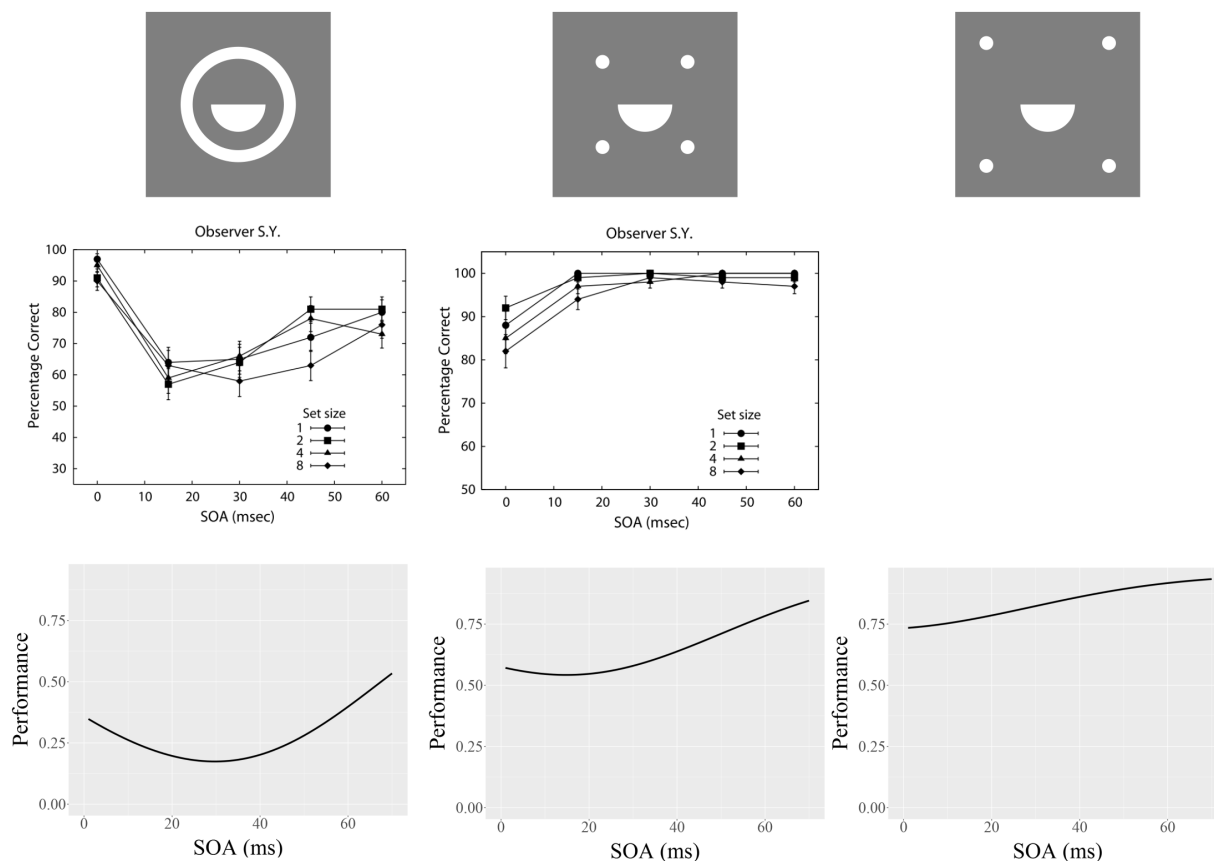 Observer S.Y.
100
90
80
70
60
50
40
30
Percentage Correct
Set size
1
2
4
8
0 10 20 30 40 50 60
SOA (msec)
Observer S.Y.
100
90
80
70
60
50
Percentage Correct
Set size
1
2
4
8
0 10 20 30 40 50 60
SOA (msec)
0.75
0.50
0.25
0.00
Performance
0 20 40 60
SOA (ms)
0.75
0.50
0.25
0.00
Performance
0 20 40 60
SOA (ms)
0.75
0.50
0.25
0.00
Performance
0 20 40 60
SOA (ms)